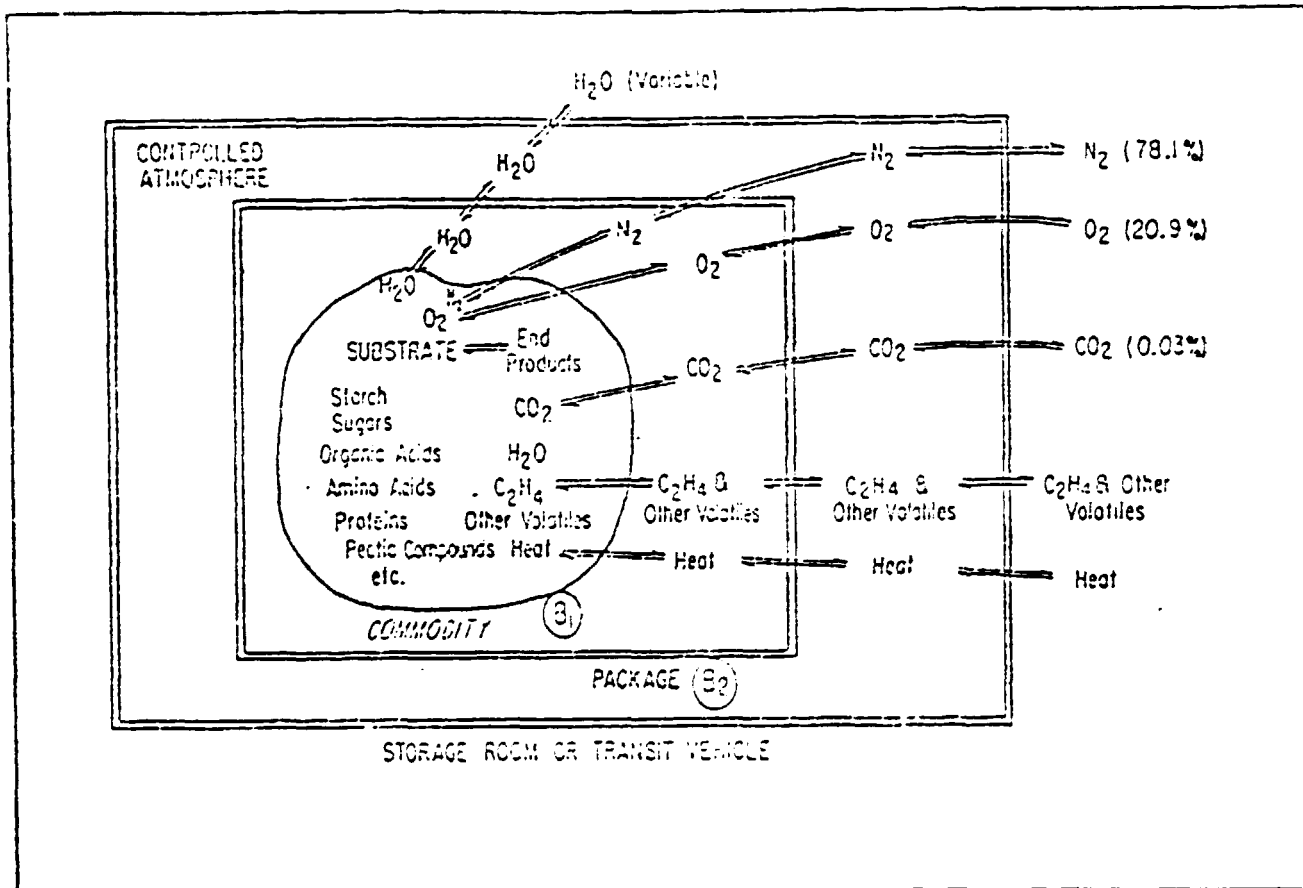 H₂O (Variable)
CONTROLLED
ATMOSPHERE
H₂O
N₂
N₂ (78.1%)
H₂O
N₂
O₂
O₂
O₂ (20.9%)
H₂O
N₂
O₂
SUBSTRATE
End
Products
CO₂
CO₂
CO₂ (0.03%)
Starch
Sugars
CO₂
Organic Acids
H₂O
Amino Acids
C₂H₄
C₂H₄ &
Other Volatiles
C₂H₄ &
Other Volatiles
C₂H₄ & Other
Volatiles
Proteins
Other Volatiles
Pectic Compounds
Heat
Heat
Heat
Heat
etc.
COMMODITY
B₁
PACKAGE
B₂
STORAGE ROOM OR TRANSIT VEHICLE